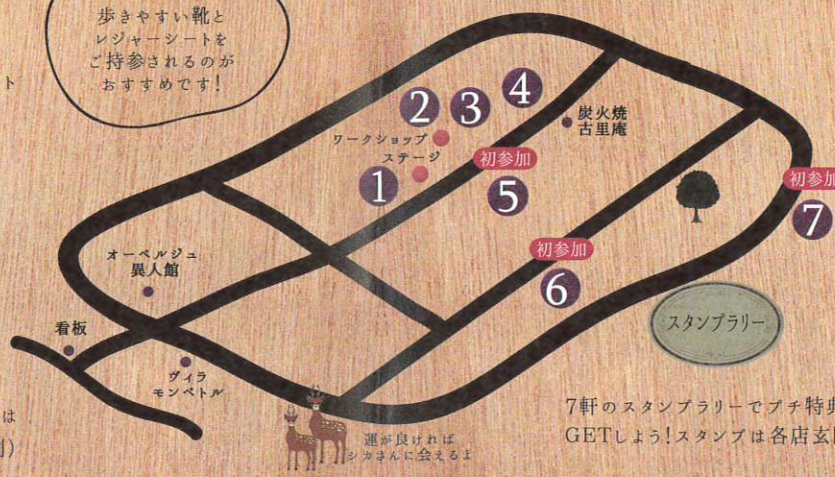 歩きやすい靴と
レジャーシートを
ご持参されるのが
おすすめです!
ト
2 3 4
ワークショップ
ステージ
1
炭火焼
古里庵
初参加
5
初参加
7
初参加
6
オーベルジュ
異人館
看板
ヴィラ
モンペトル
スタンプラリー
は
運が良ければ
シカさんに会えるよ
7軒のスタンプラリーでプチ特典
GETしよう!スタンプは各店玄関